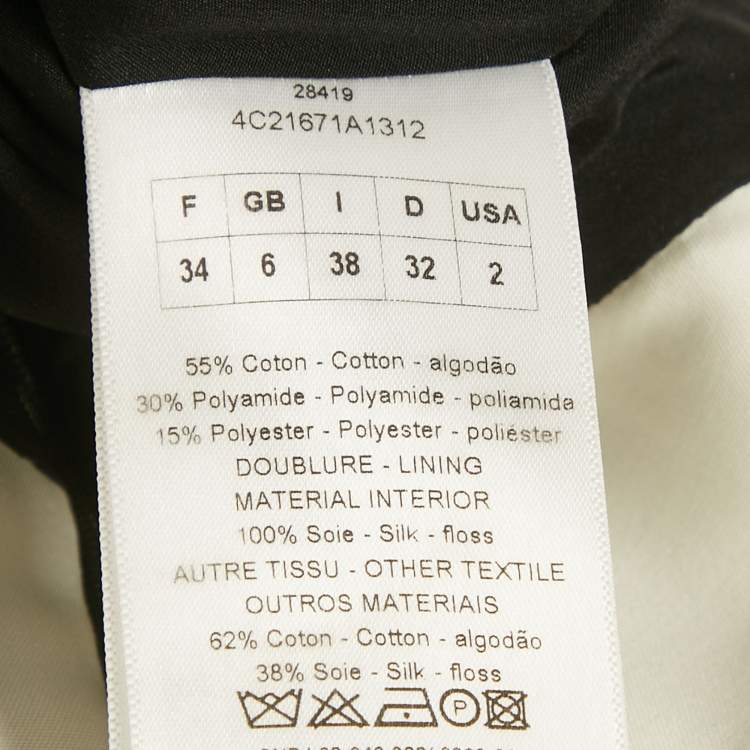 28419
4C21671A1312
F GB I D USA
34 6 38 32 2
55% Coton - Cotton - algodão
30% Polyamide - Polyamide - poliamida
15% Polyester - Polyester - poliéster
DOUBLURE - LINING
MATERIAL INTERIOR
100% Soie - Silk - floss
AUTRE TISSU - OTHER TEXTILE
OUTROS MATERIAIS
62% Coton - Cotton - algodão
38% Soie - Silk - floss
P